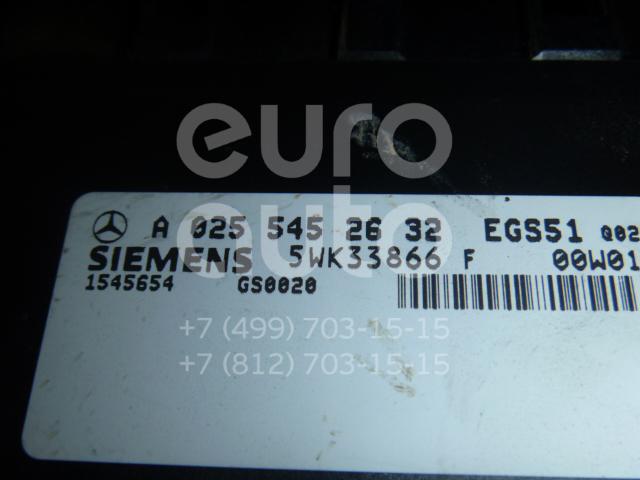 euro
auto
A 025 545 26 32 EGS51 Q02
SIEMENS 5WK33866 F 00W01
1545654 GS0020
+7 (499) 703-15-15
+7 (812) 703-15-15